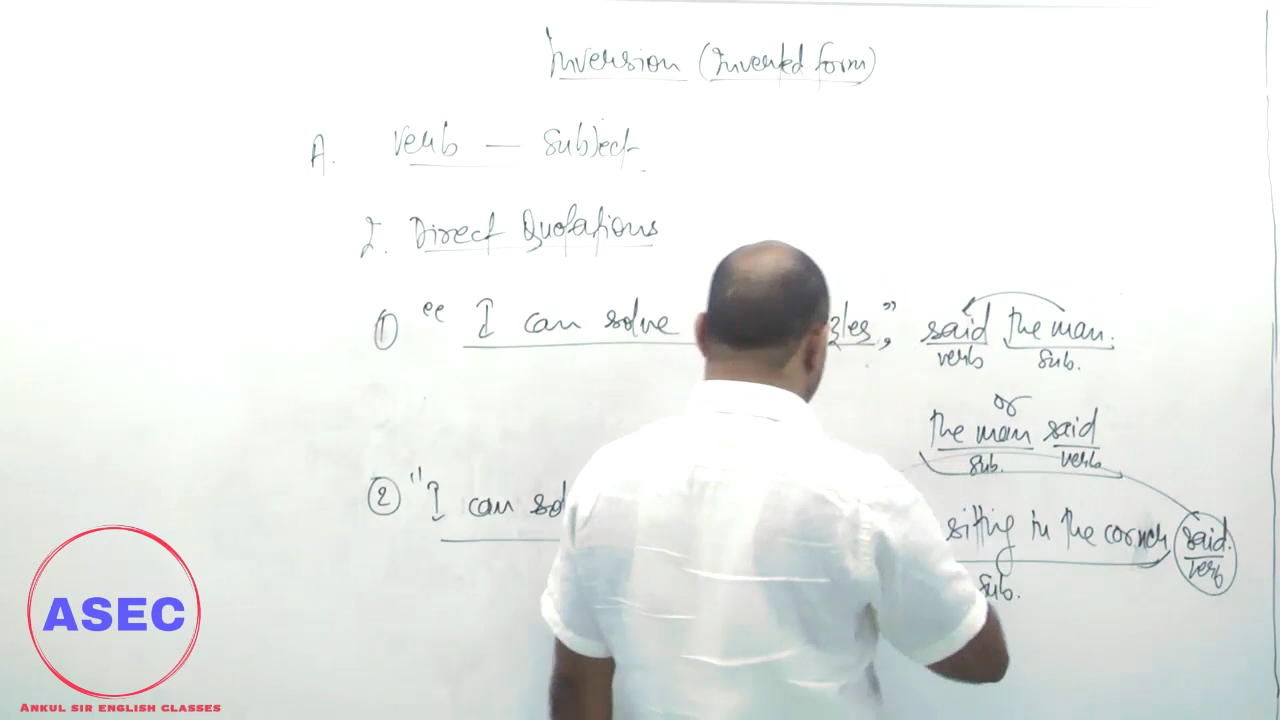 Inversion (Inverted form)
A. Verb — Subject
I. Direct Quotations
① " I can solve zles", said the man.
verb sub.
or
the man said
sub. verb
② "I can sol sitting in the corner said.
sub. verb
ASEC
ANKUL SIR ENGLISH CLASSES